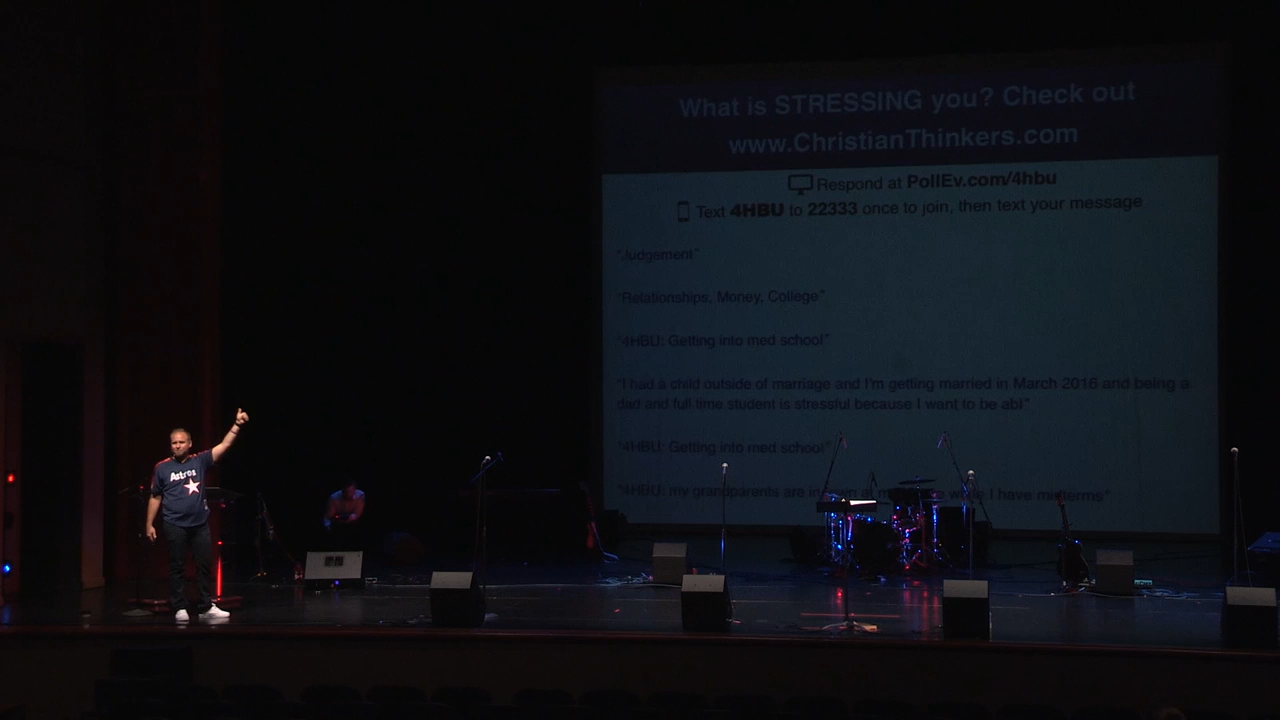 What is STRESSING you? Check out
www.ChristianThinkers.com
Respond at PollEv.com/4hbu
Text 4HBU to 22333 once to join, then text your message
"Judgement"
"Relationships, Money, College"
"4HBU: Getting into med school"
"I had a child outside of marriage and I'm getting married in March 2016 and being a
dad and full time student is stressful because I want to be abl"
"4HBU: Getting into med school"
"4HBU: my grandparents are in I have midterms"
Astros